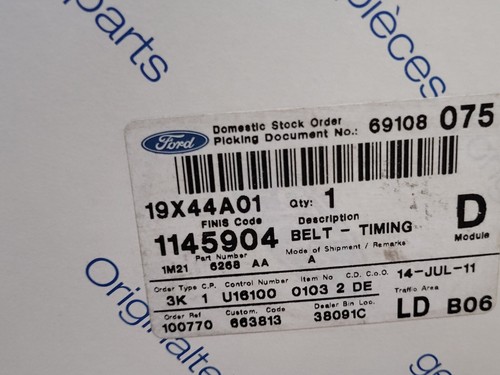 parts
pièces
Ford
Domestic Stock Order
Picking Document No.: 69108 075
19X44A01 Qty: 1
FINIS Code Description
1145904 BELT - TIMING D
Part Number Mode of Shipment / Remarks Module
1M21 6268 AA A
Order Type C.P. Control Number Item No C.D. Co.O. 14-JUL-11
3K 1 U16100 0103 2 DE Traffic Area
Order Ref Custom. Code Dealer Bin Loc. LD B06
100770 663813 38091C
Originalte